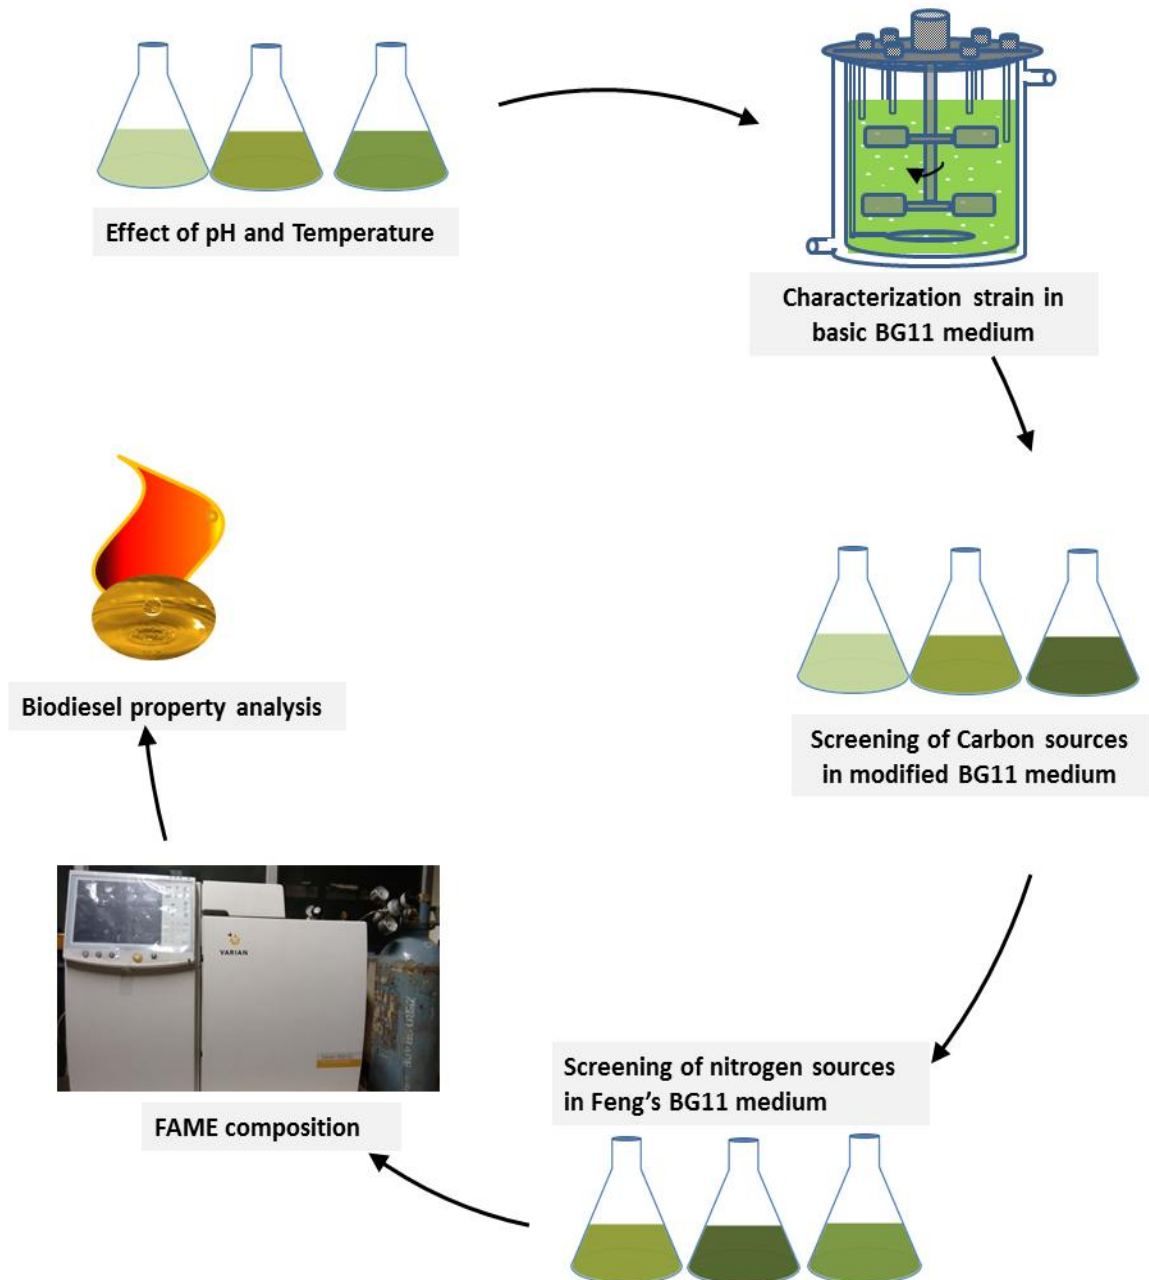 Effect of pH and Temperature
Characterization strain in
basic BG11 medium
Screening of Carbon sources
in modified BG11 medium
Screening of nitrogen sources
in Feng's BG11 medium
FAME composition
VARIAN
Biodiesel property analysis